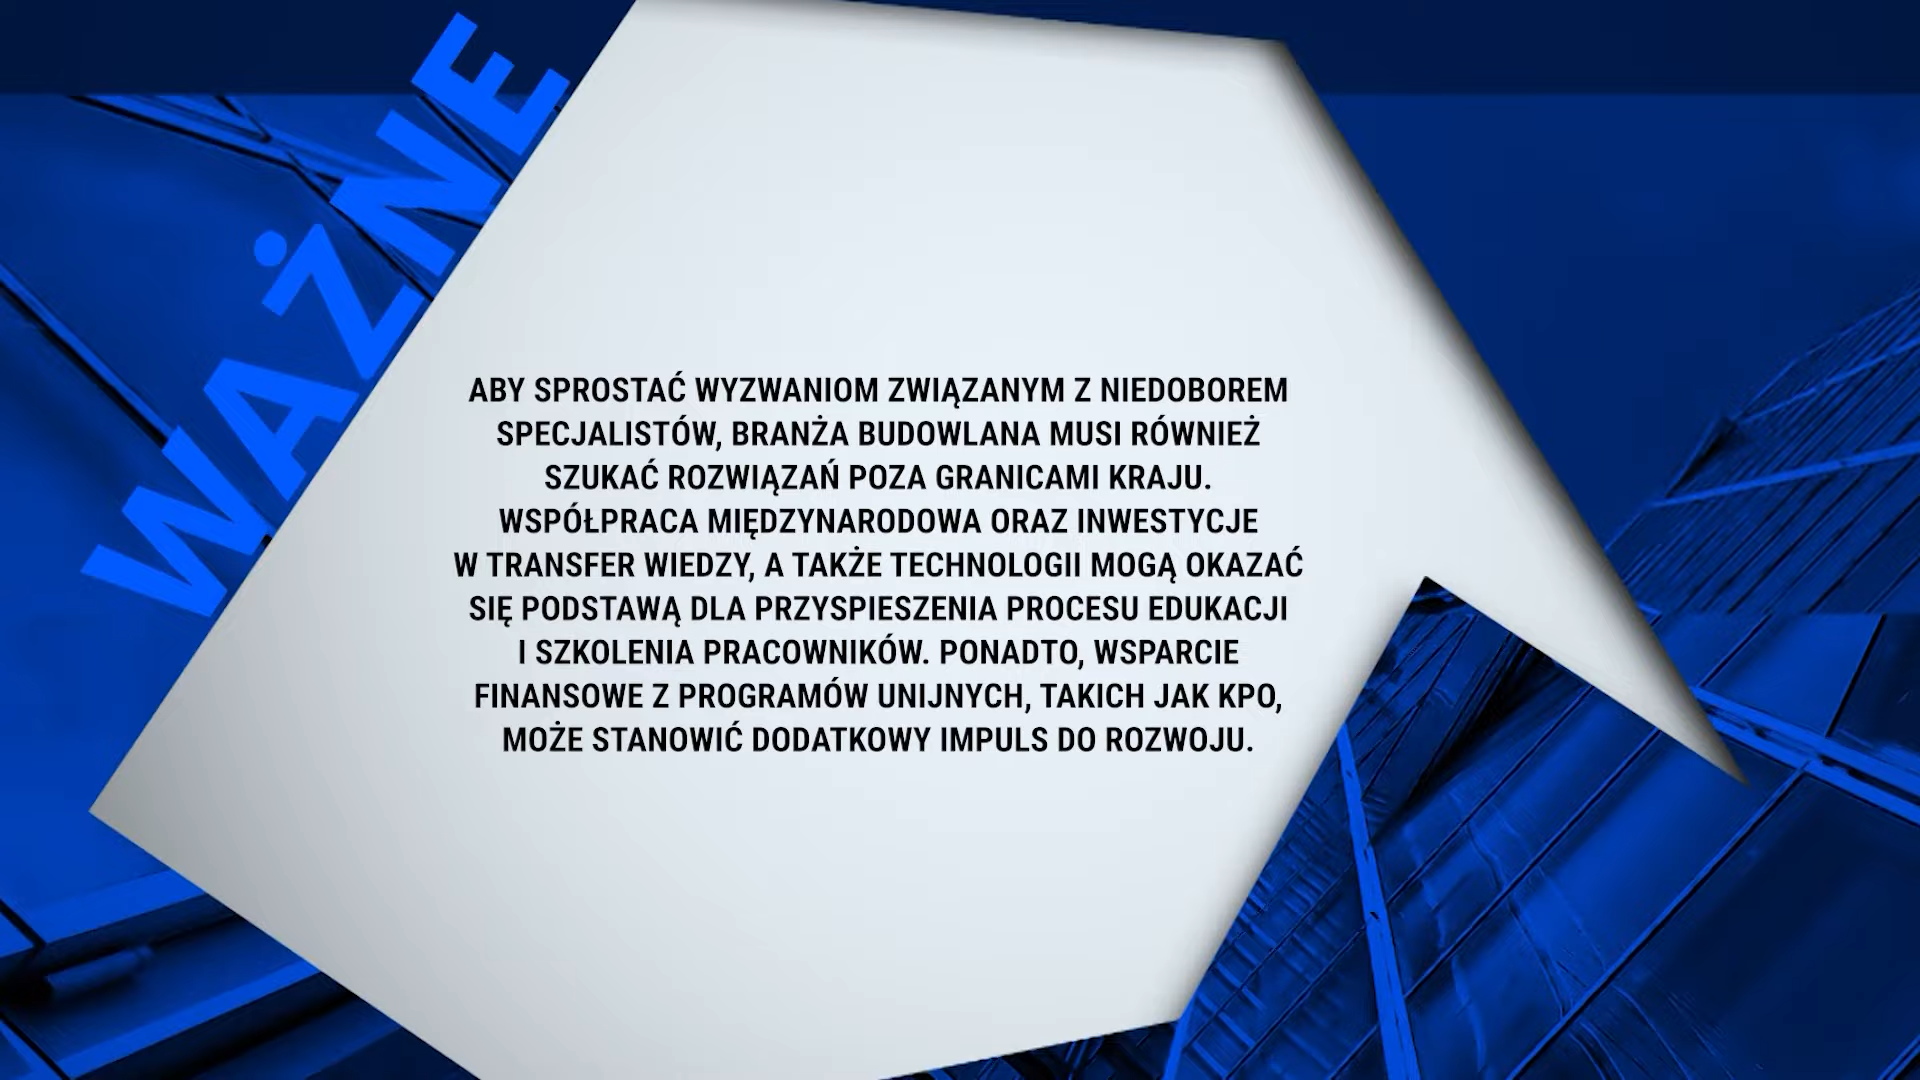 WAŻNE
ABY SPROSTAĆ WYZWANIOM ZWIĄZANYM Z NIEDOBOREM
SPECJALISTÓW, BRANŻA BUDOWLANA MUSI RÓWNIEŻ
SZUKAĆ ROZWIĄZAŃ POZA GRANICAMI KRAJU.
WSPÓŁPRACA MIĘDZYNARODOWA ORAZ INWESTYCJE
W TRANSFER WIEDZY, A TAKŻE TECHNOLOGII MOGĄ OKAZAĆ
SIĘ PODSTAWĄ DLA PRZYSPIESZENIA PROCESU EDUKACJI
I SZKOLENIA PRACOWNIKÓW. PONADTO, WSPARCIE
FINANSOWE Z PROGRAMÓW UNIJNYCH, TAKICH JAK KPO,
MOŻE STANOWIĆ DODATKOWY IMPULS DO ROZWOJU.